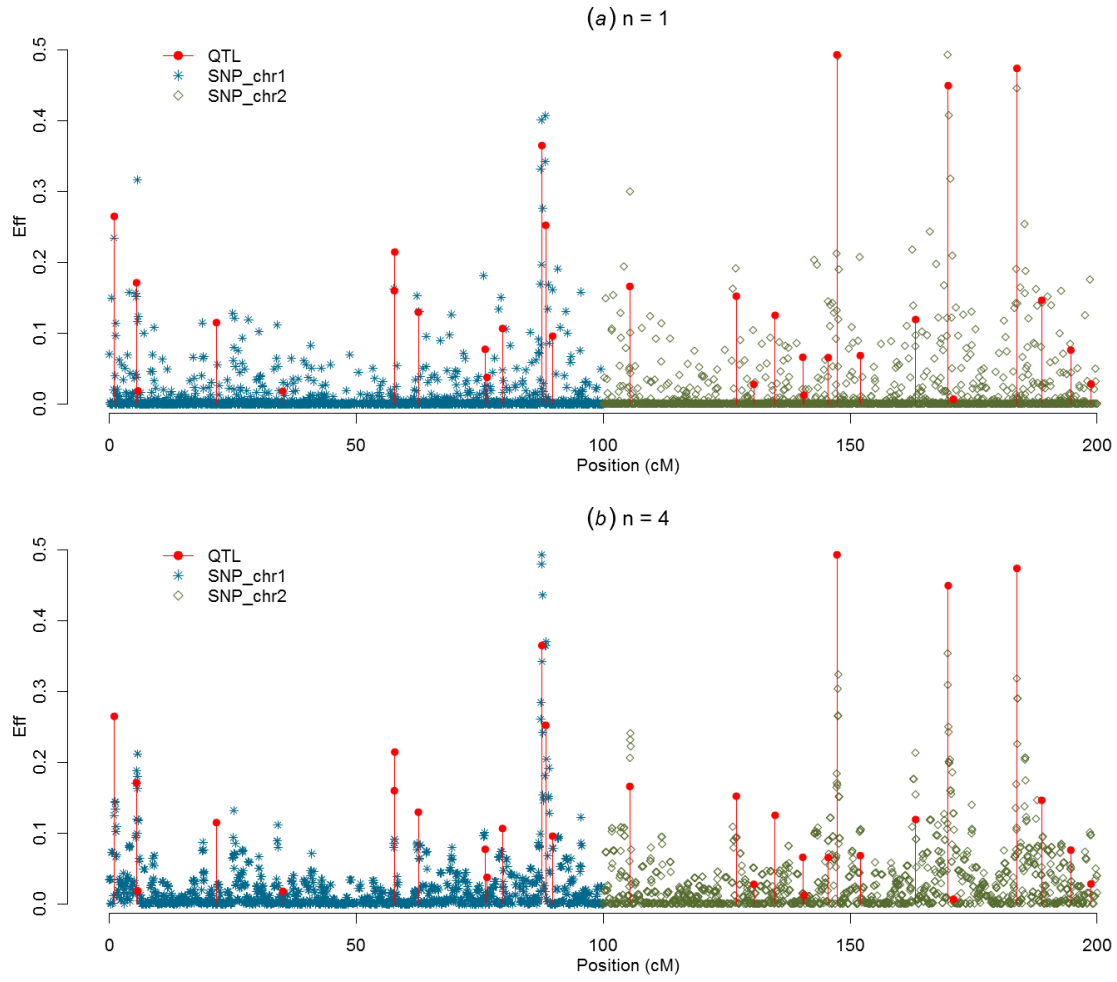 (a) n = 1
QTL
SNP_chr1
SNP_chr2
Eff
0.5
0.4
0.3
0.2
0.1
0.0
0 50 100 150 200
Position (cM)
(b) n = 4
QTL
SNP_chr1
SNP_chr2
Eff
0.5
0.4
0.3
0.2
0.1
0.0
0 50 100 150 200
Position (cM)